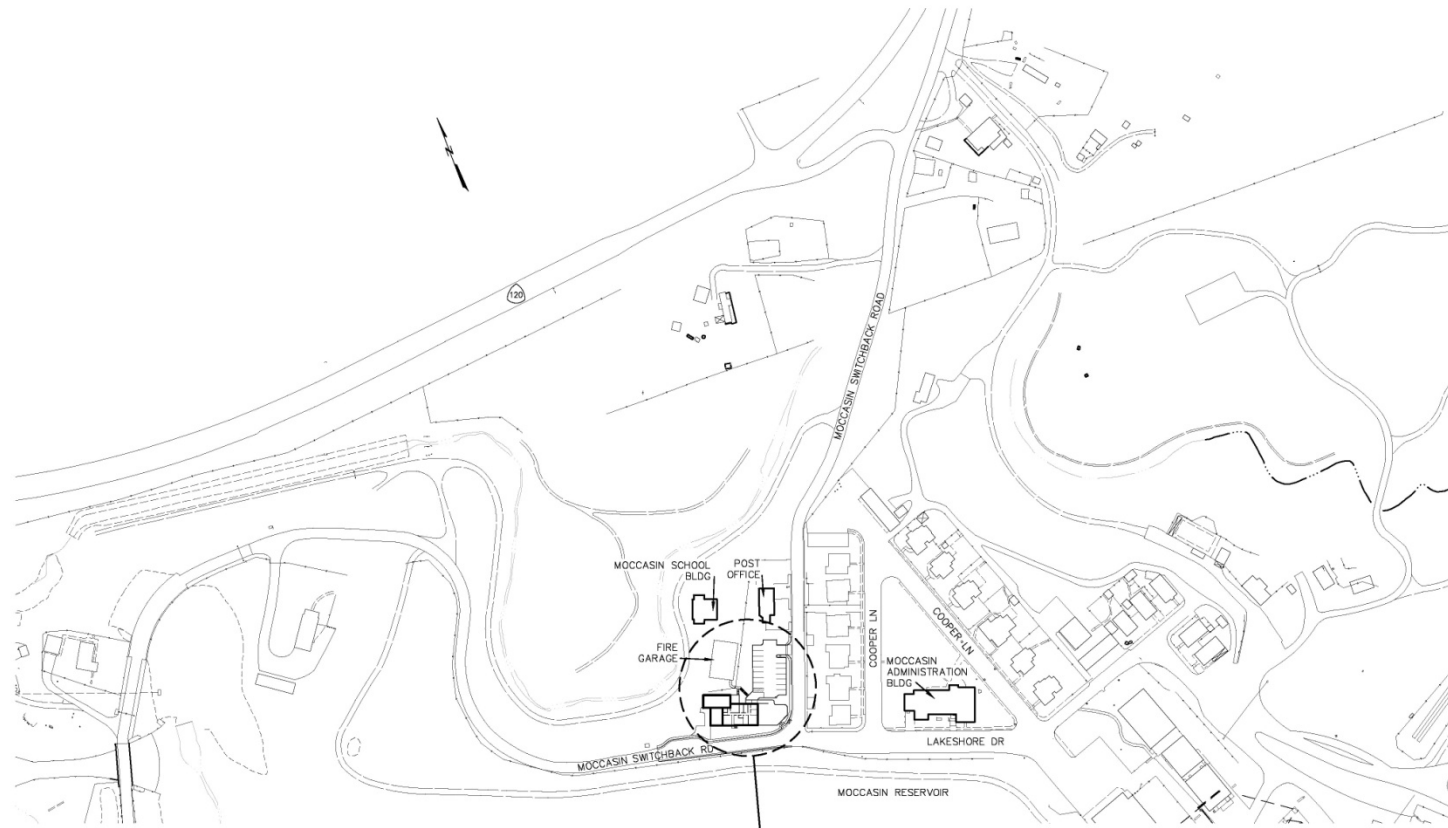 N
120
MOCCASIN SWITCHBACK ROAD
MOCCASIN SCHOOL
BLDG
POST
OFFICE
FIRE
GARAGE
COOPER LN
COOPER LN
MOCCASIN
ADMINISTRATION
BLDG
LAKESHORE DR
MOCCASIN SWITCHBACK RD
MOCCASIN RESERVOIR